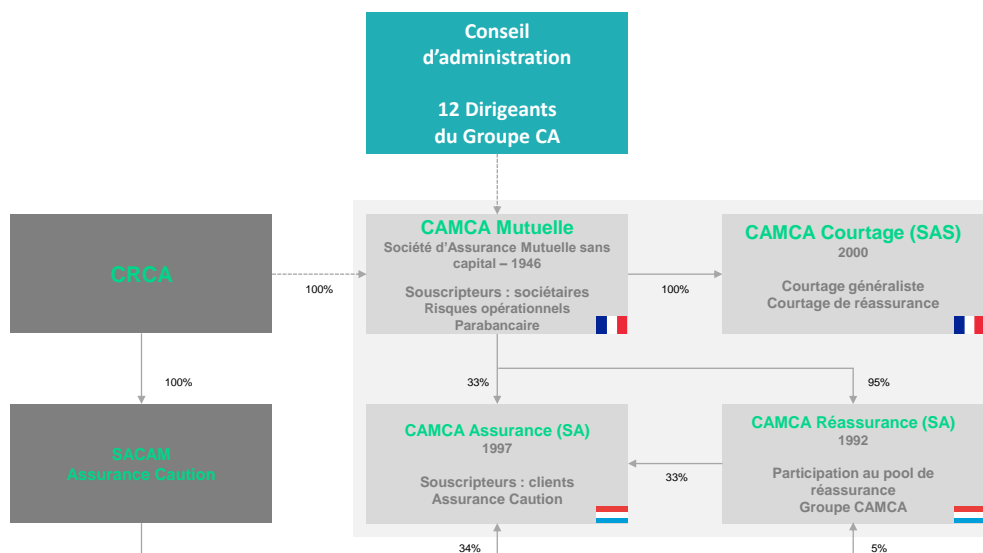 Conseil
d'administration
12 Dirigeants
du Groupe CA
CRCA
100%
CAMCA Mutuelle
Société d'Assurance Mutuelle sans
capital – 1946
Souscripteurs : sociétaires
Risques opérationnels
Parabancaire
100%
CAMCA Courtage (SAS)
2000
Courtage généraliste
Courtage de réassurance
100%
33%
95%
SACAM
Assurance Caution
CAMCA Assurance (SA)
1997
Souscripteurs : clients
Assurance Caution
33%
CAMCA Réassurance (SA)
1992
Participation au pool de
réassurance
Groupe CAMCA
34%
5%